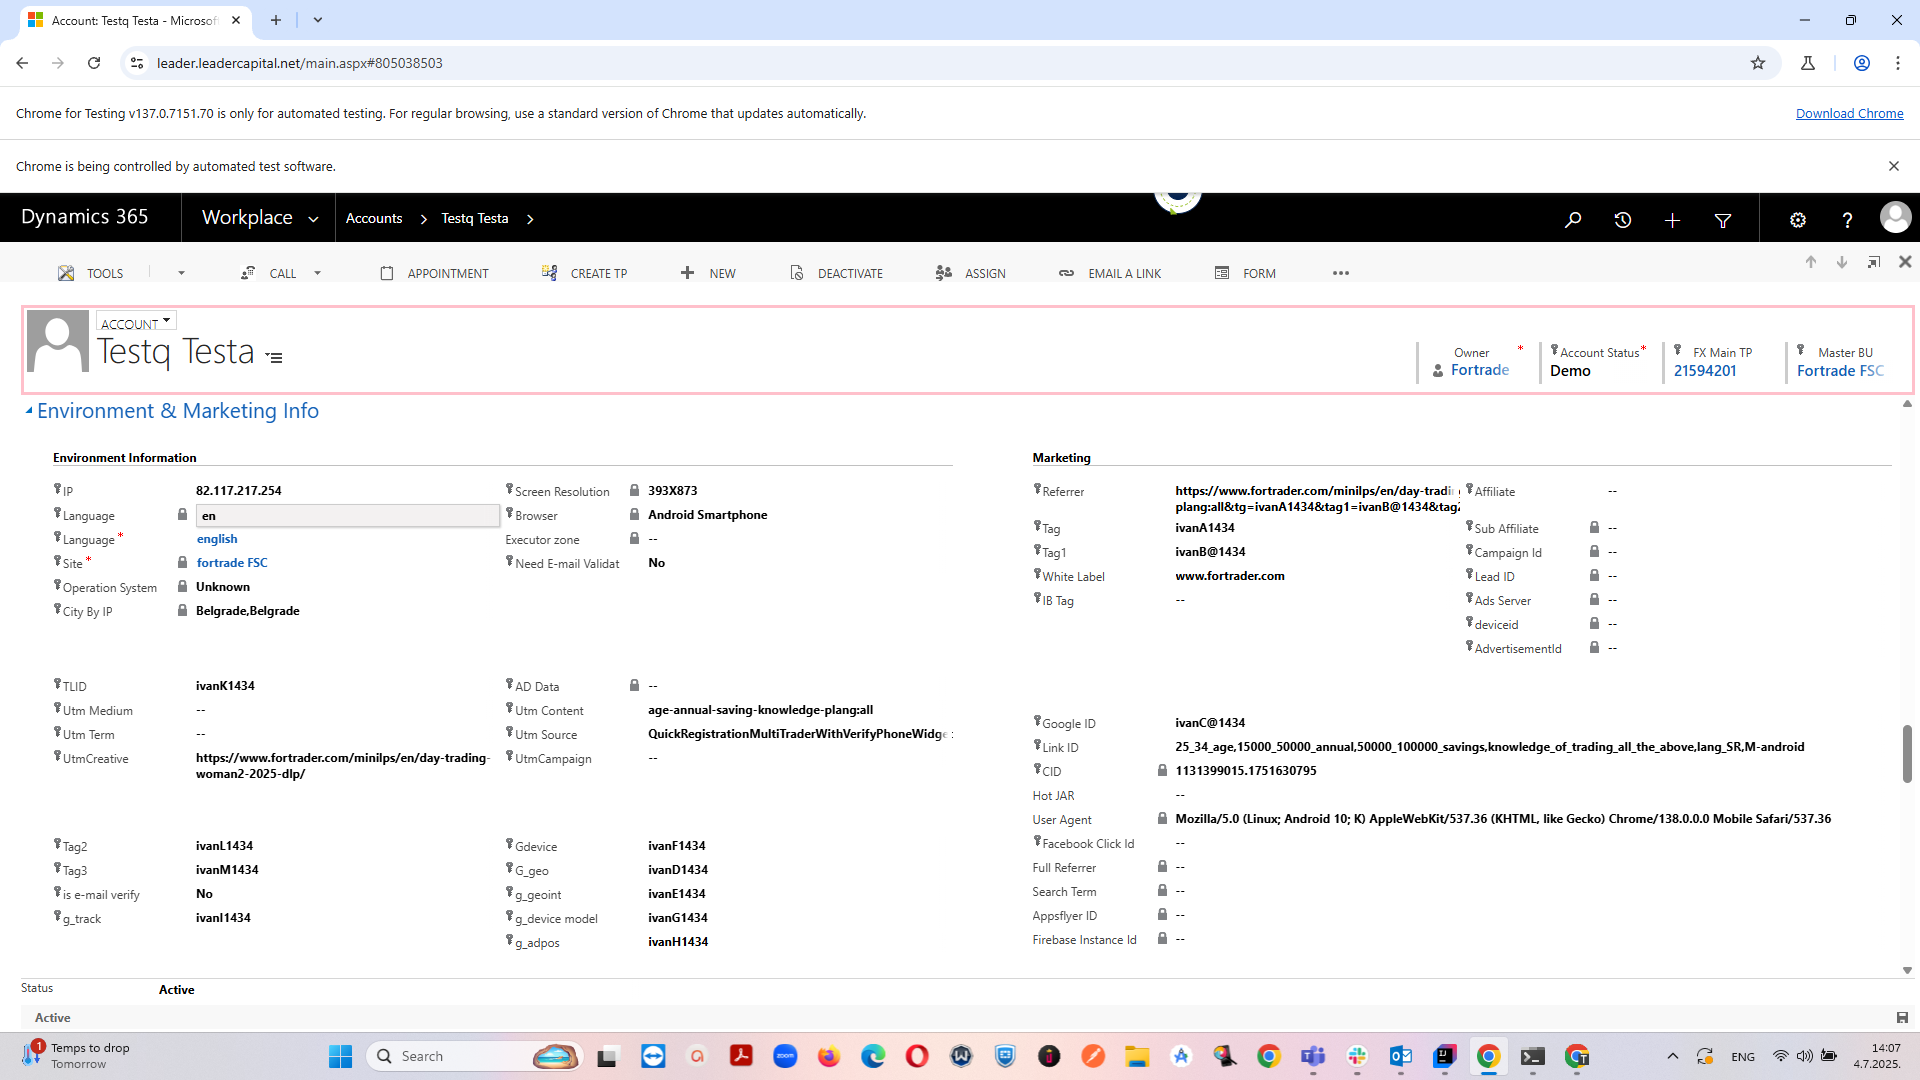 Account: Testq Testa - Microsof
leader.leadercapital.net/main.aspx#805038503
Chrome for Testing v137.0.7151.70 is only for automated testing. For regular browsing, use a standard version of Chrome that updates automatically.
Download Chrome
Chrome is being controlled by automated test software.
Dynamics 365
Workplace
Accounts
Testq Testa
TOOLS
CALL
APPOINTMENT
CREATE TP
NEW
DEACTIVATE
ASSIGN
EMAIL A LINK
FORM
ACCOUNT
Testq Testa
Owner *
Fortrade
Account Status *
Demo
FX Main TP
21594201
Master BU
Fortrade FSC
Environment & Marketing Info
Environment Information
IP 82.117.217.254
Language en
Language * english
Site * fortrade FSC
Operation System Unknown
City By IP Belgrade,Belgrade
Screen Resolution 393X873
Browser Android Smartphone
Executor zone --
Need E-mail Validat No
TLID ivanK1434
Utm Medium --
Utm Term --
UtmCreative https://www.fortrader.com/minilps/en/day-trading-
woman2-2025-dlp/
AD Data --
Utm Content age-annual-saving-knowledge-plang:all
Utm Source QuickRegistrationMultiTraderWithVerifyPhoneWidge
UtmCampaign --
Tag2 ivanL1434
Tag3 ivanM1434
is e-mail verify No
g_track ivanI1434
Gdevice ivanF1434
G_geo ivanD1434
g_geoint ivanE1434
g_device model ivanG1434
g_adpos ivanH1434
Marketing
Referrer https://www.fortrader.com/minilps/en/day-tradi
plang:all&tg=ivanA1434&tag1=ivanB@1434&tag2
Tag ivanA1434
Tag1 ivanB@1434
White Label www.fortrader.com
IB Tag --
Affiliate --
Sub Affiliate --
Campaign Id --
Lead ID --
Ads Server --
deviceid --
AdvertisementId --
Google ID ivanC@1434
Link ID 25_34_age,15000_50000_annual,50000_100000_savings,knowledge_of_trading_all_the_above,lang_SR,M-android
CID 1131399015.1751630795
Hot JAR --
User Agent Mozilla/5.0 (Linux; Android 10; K) AppleWebKit/537.36 (KHTML, like Gecko) Chrome/138.0.0.0 Mobile Safari/537.36
Facebook Click Id --
Full Referrer --
Search Term --
Appsflyer ID --
Firebase Instance Id --
Status Active
Active
1
Temps to drop
Tomorrow
Search
zoom
ENG
14:07
4.7.2025.